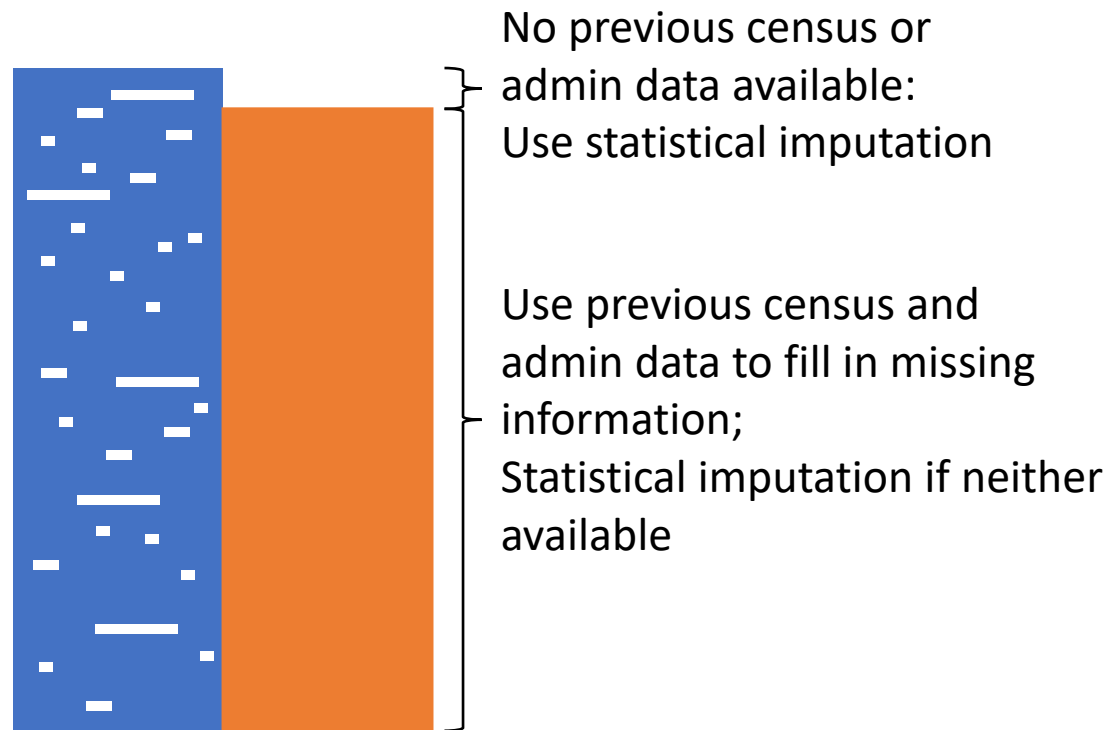 No previous census or
admin data available:
Use statistical imputation
Use previous census and
admin data to fill in missing
information;
Statistical imputation if neither
available